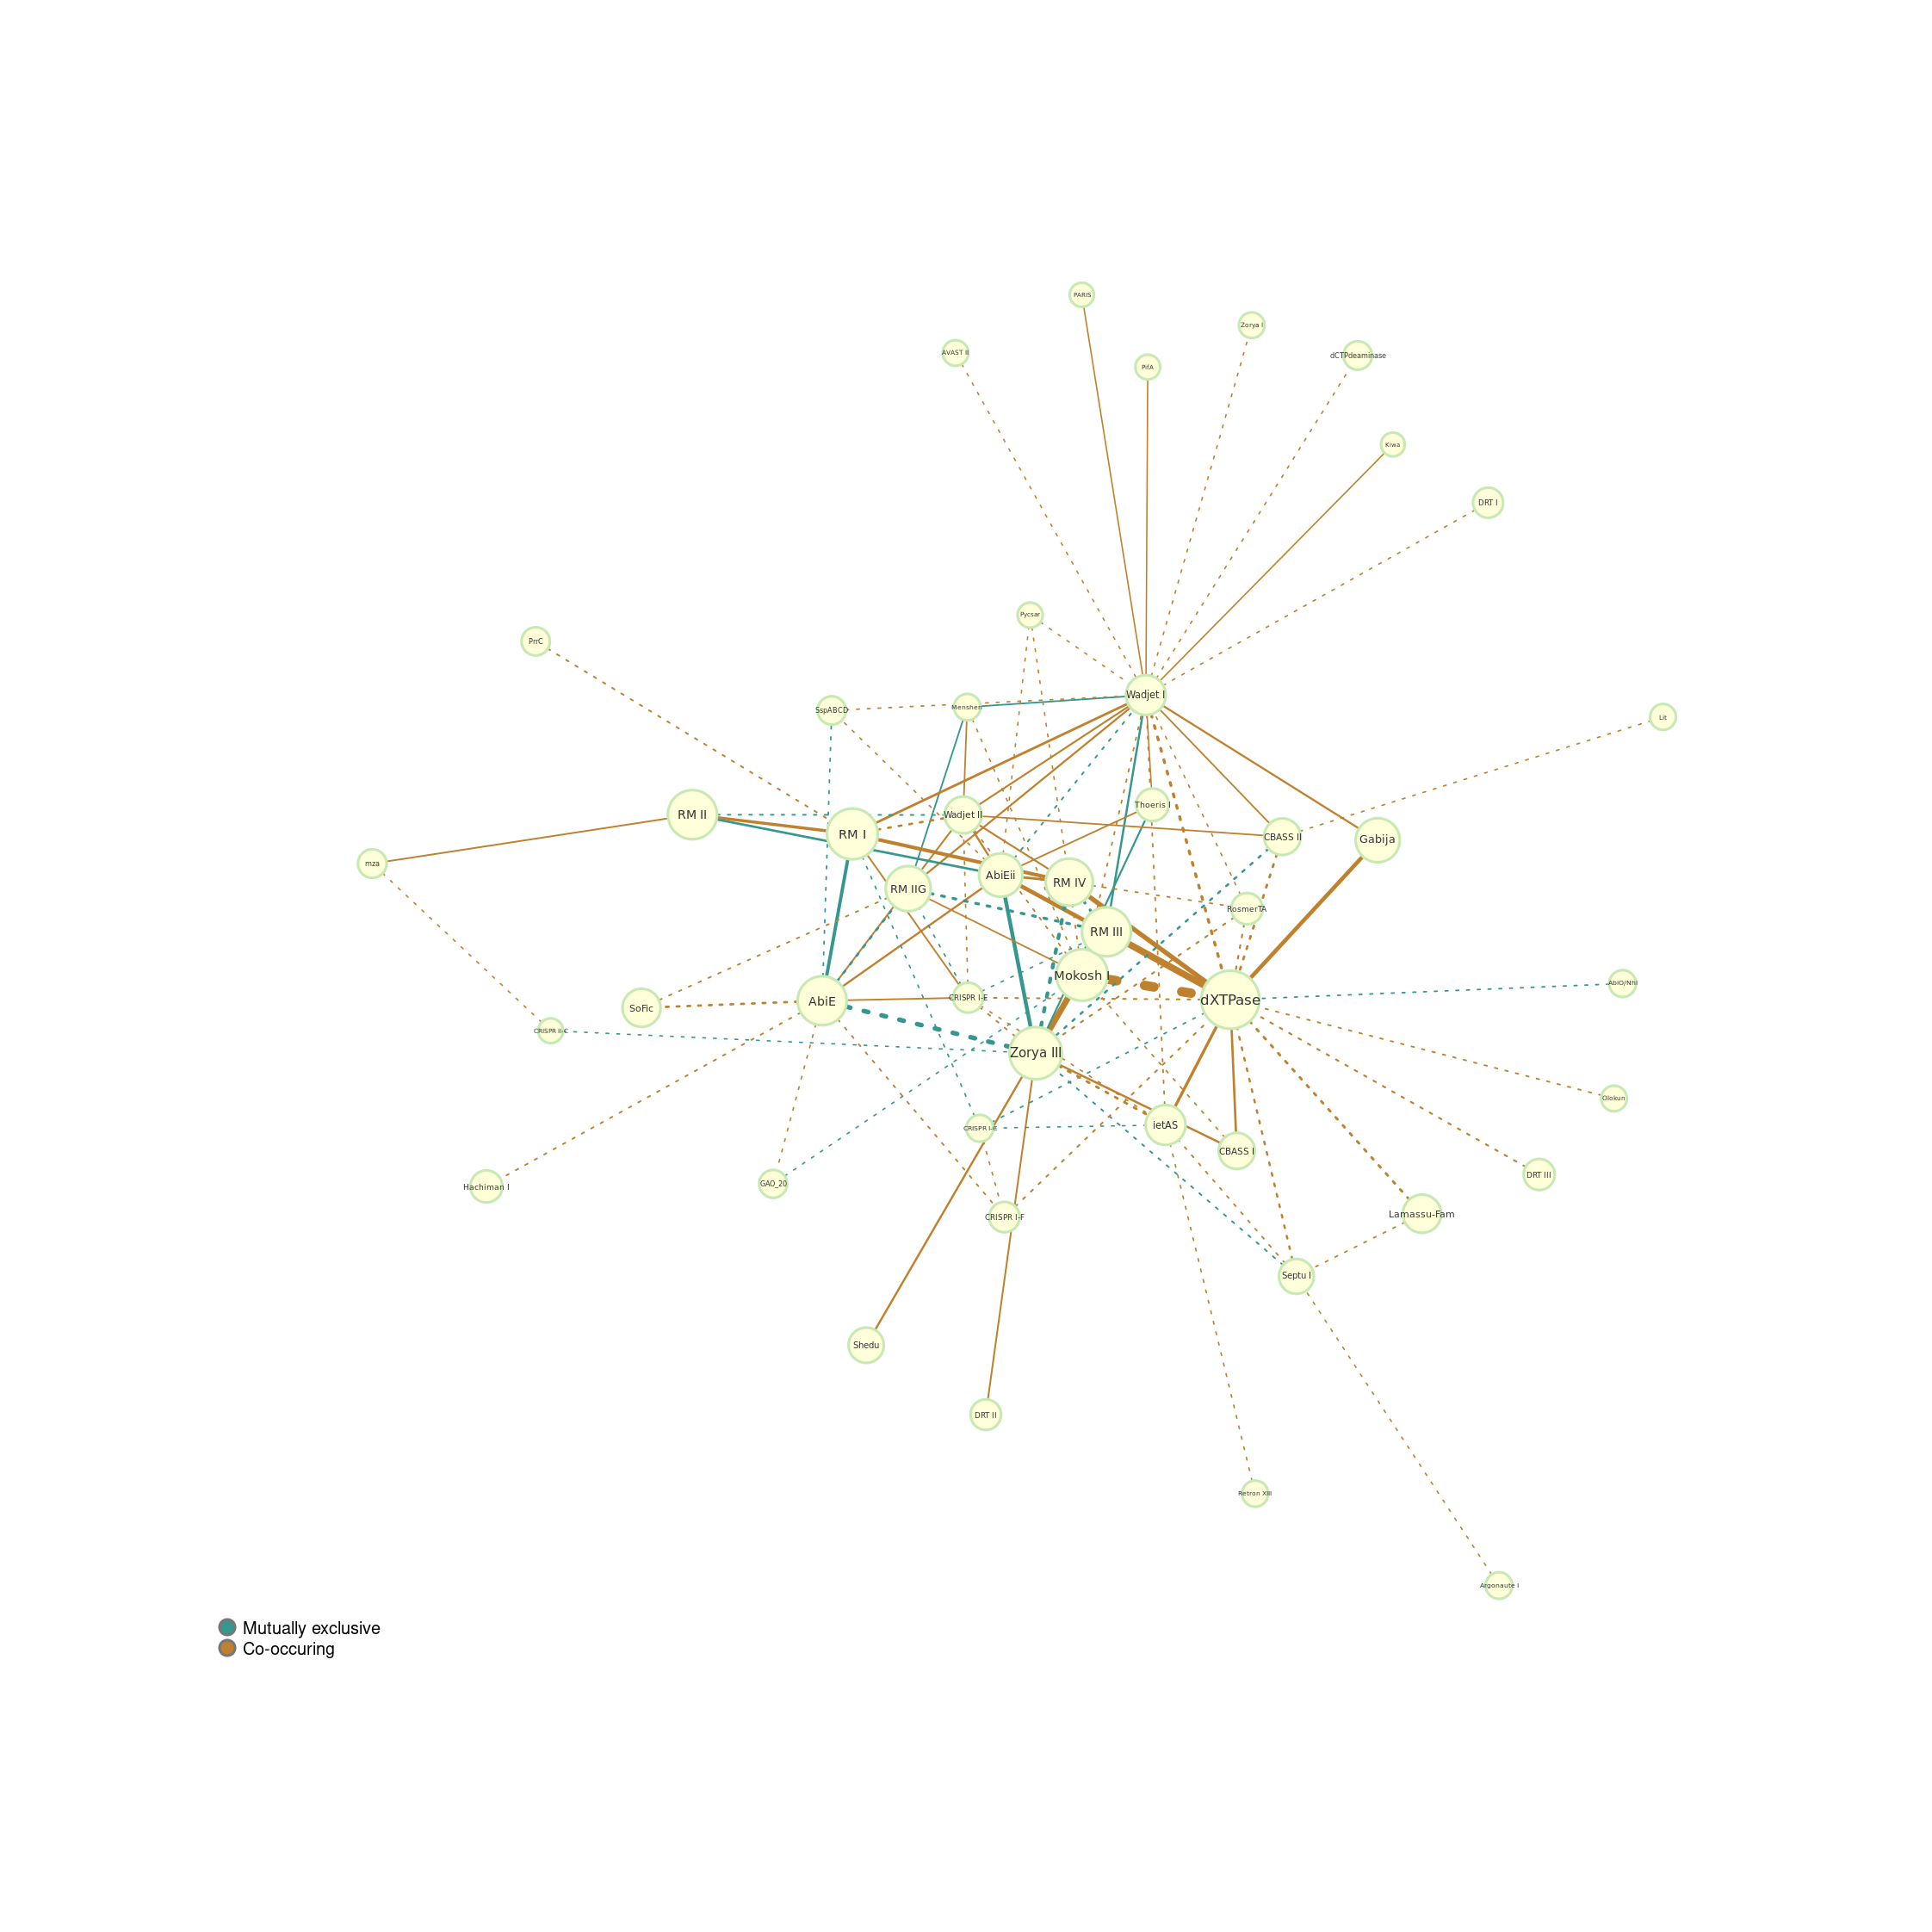 PARIS
Zorya I
AVAST II
dCTPdeaminase
PifA
Kiwa
DRT I
Pycsar
PrrC
Wadjet I
Menshen
SspABCD
Lit
Thoeris I
RM II
Wadjet II
RM I
CBASS II
Gabija
mza
AbiEii
RM IV
RM IIG
RosmerTA
RM III
Mokosh I
AbiO/Nhi
CRISPR I-E
dXTPase
AbiE
SoFic
CRISPR II-C
Zorya III
Olokun
ietAS
CBASS I
DRT III
GAO_20
Hachiman I
Lamassu-Fam
CRISPR I-F
Septu I
Shedu
DRT II
Retron XIII
Argonaute I
Mutually exclusive
Co-occuring